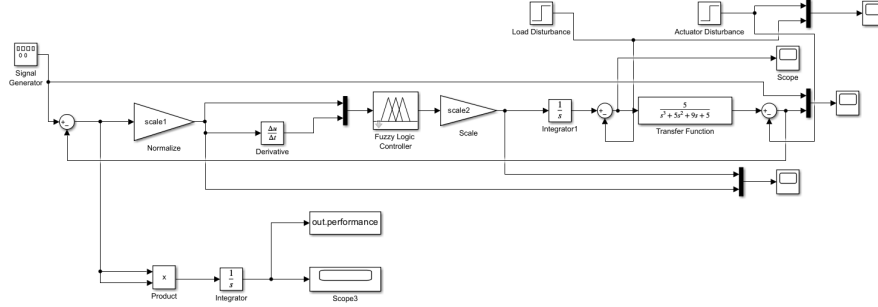 Load Disturbance
Actuator Disturbance
Signal
Generator
Scope
+
−
scale1
Normalize
Δu
Δt
Derivative
Fuzzy Logic
Controller
scale2
Scale
1
s
Integrator1
+
−
5
s³ + 5s² + 9s + 5
Transfer Function
+
−
out.performance
×
Product
1
s
Integrator
Scope3